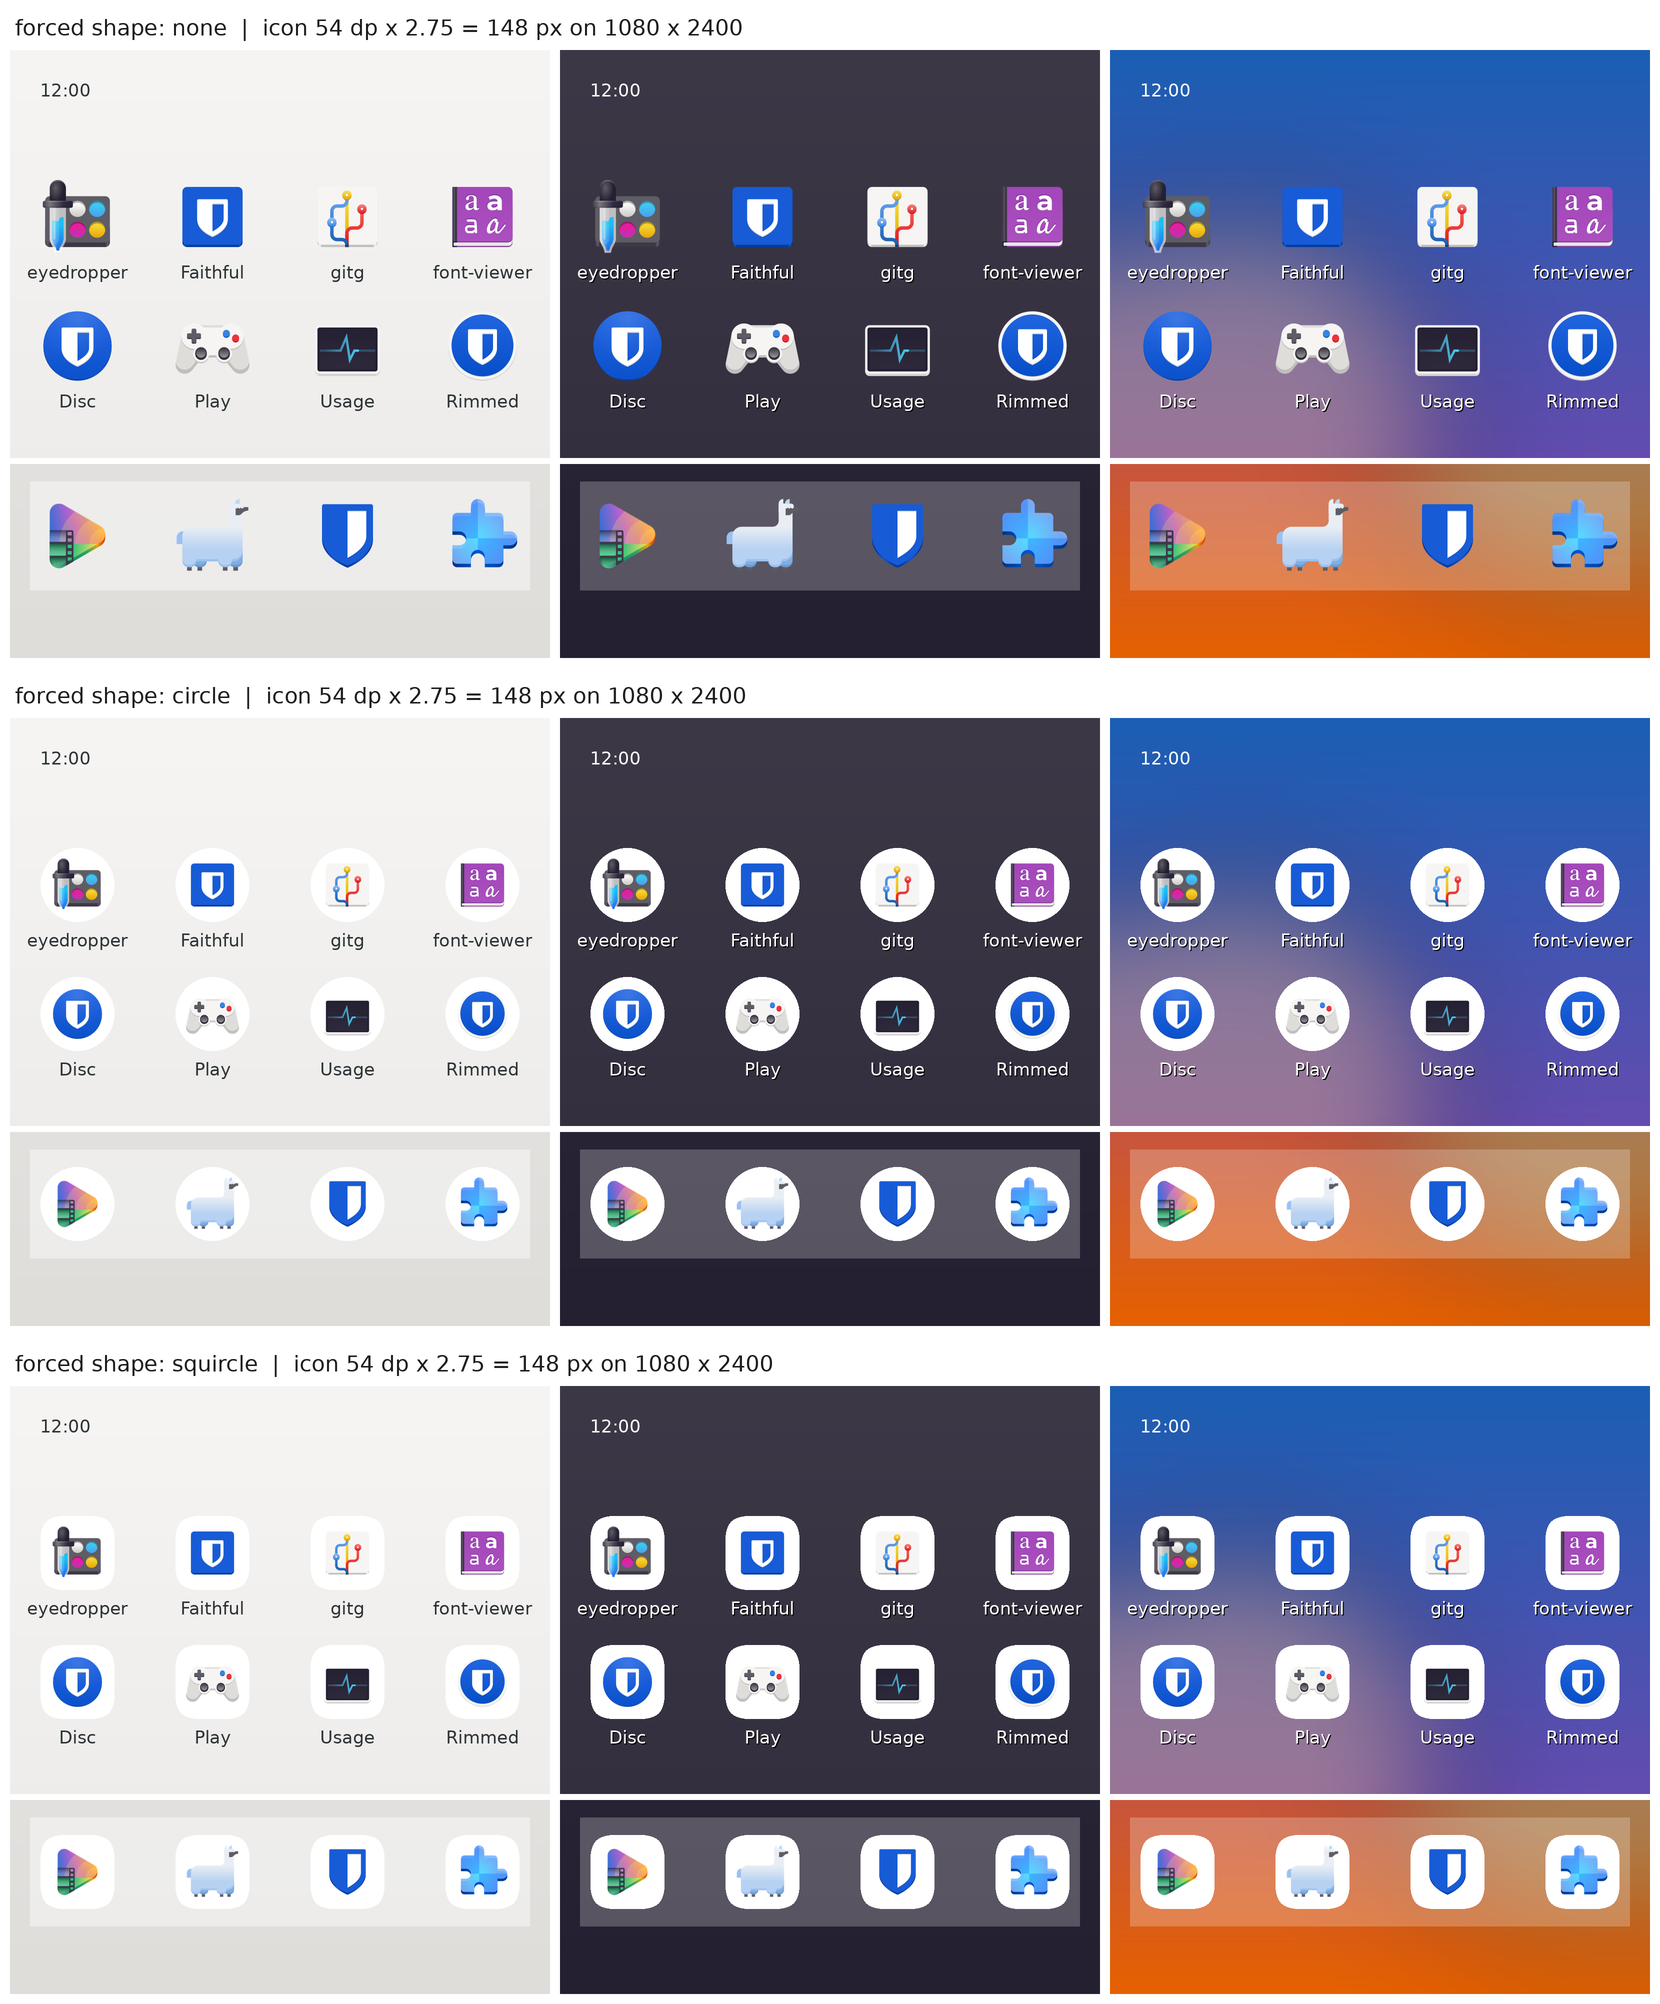 forced shape: none | icon 54 dp x 2.75 = 148 px on 1080 x 2400
12:00 12:00 12:00
a a a a a a
a a a a a a
eyedropper Faithful gitg font-viewer eyedropper Faithful gitg font-viewer eyedropper Faithful gitg font-viewer
Disc Play Usage Rimmed Disc Play Usage Rimmed Disc Play Usage Rimmed
forced shape: circle | icon 54 dp x 2.75 = 148 px on 1080 x 2400
12:00 12:00 12:00
a a a a a a
a a a a a a
eyedropper Faithful gitg font-viewer eyedropper Faithful gitg font-viewer eyedropper Faithful gitg font-viewer
Disc Play Usage Rimmed Disc Play Usage Rimmed Disc Play Usage Rimmed
forced shape: squircle | icon 54 dp x 2.75 = 148 px on 1080 x 2400
12:00 12:00 12:00
a a a a a a
a a a a a a
eyedropper Faithful gitg font-viewer eyedropper Faithful gitg font-viewer eyedropper Faithful gitg font-viewer
Disc Play Usage Rimmed Disc Play Usage Rimmed Disc Play Usage Rimmed